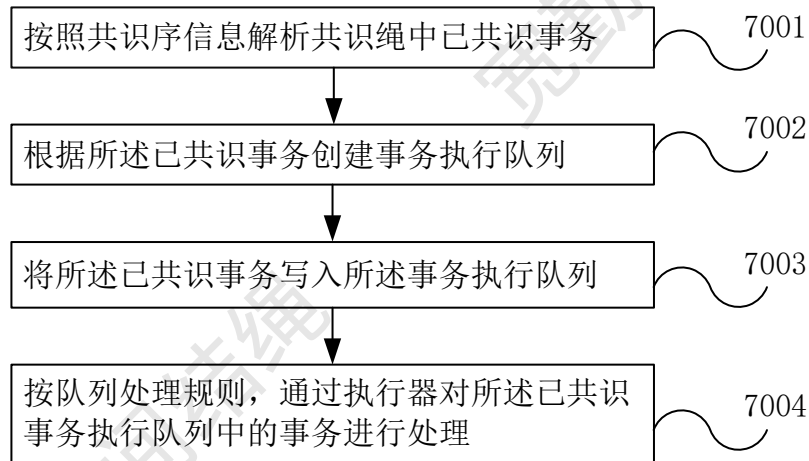 按照共识序信息解析共识绳中已共识事务
7001
根据所述已共识事务创建事务执行队列
7002
将所述已共识事务写入所述事务执行队列
7003
按队列处理规则，通过执行器对所述已共识
事务执行队列中的事务进行处理
7004